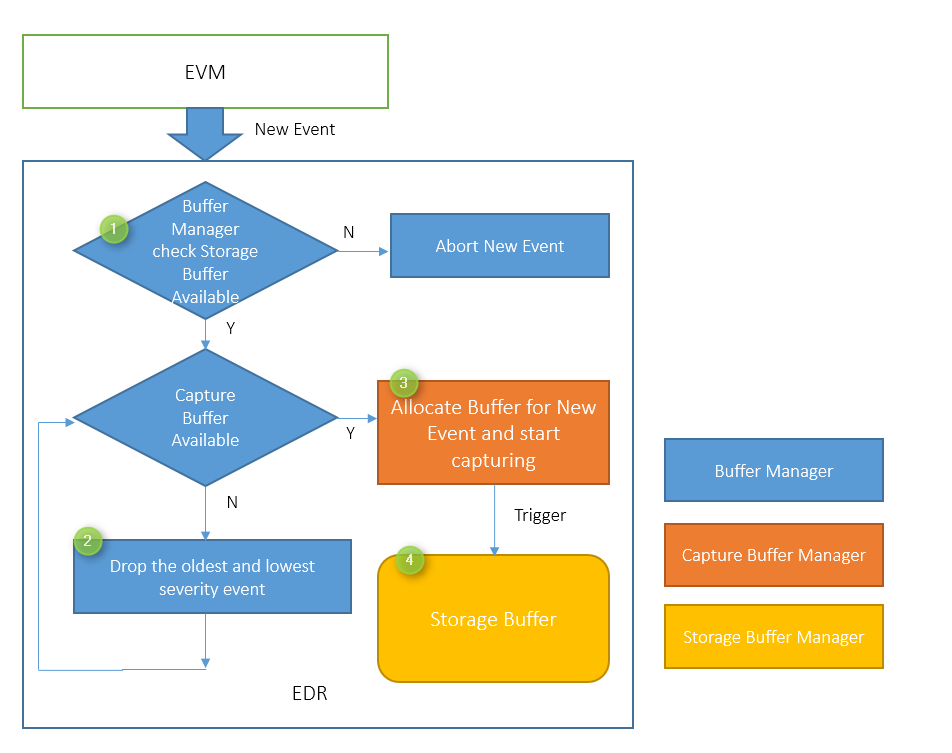 EVM
New Event
1
Buffer
Manager
check Storage
Buffer
Available
N
Abort New Event
Y
Capture
Buffer
Available
Y
3
Allocate Buffer for New
Event and start
capturing
N
Trigger
2
Drop the oldest and lowest
severity event
4
Storage Buffer
EDR
Buffer Manager
Capture Buffer Manager
Storage Buffer Manager